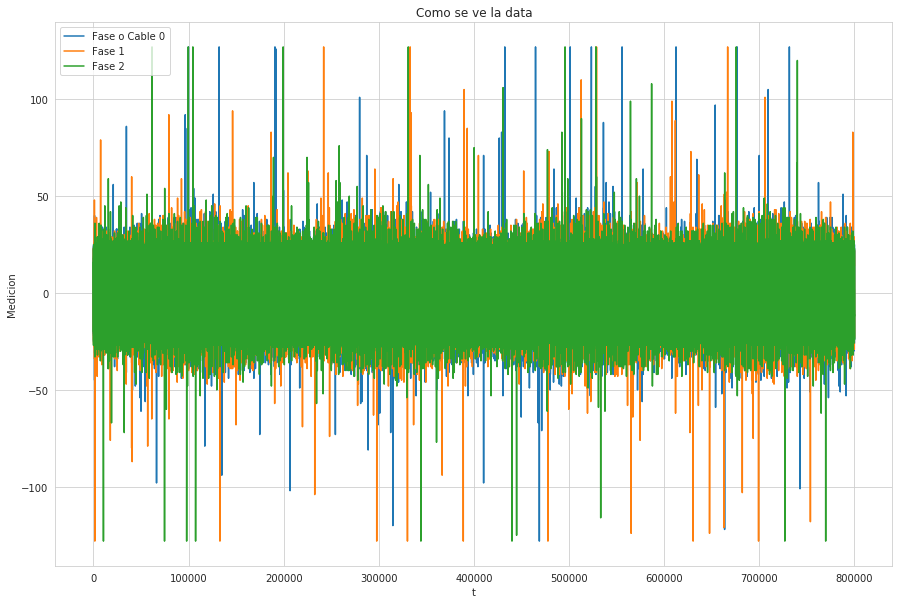 Como se ve la data
Fase o Cable 0
Fase 1
Fase 2
Medicion
100
50
0
−50
−100
0 100000 200000 300000 400000 500000 600000 700000 800000
t